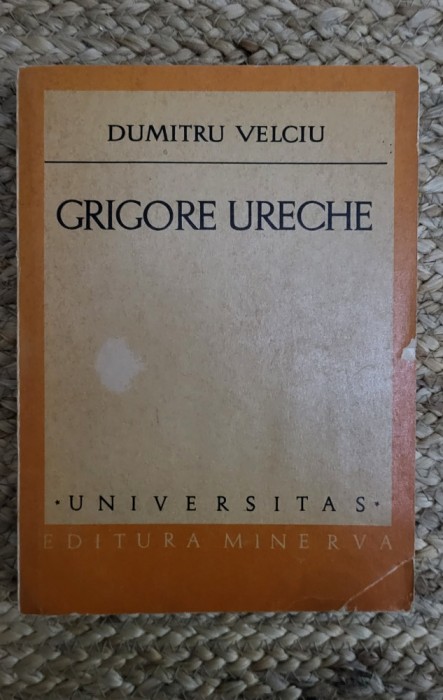 DUMITRU VELCIU
GRIGORE URECHE
· UNIVERSITAS ·
EDITURA MINERVA